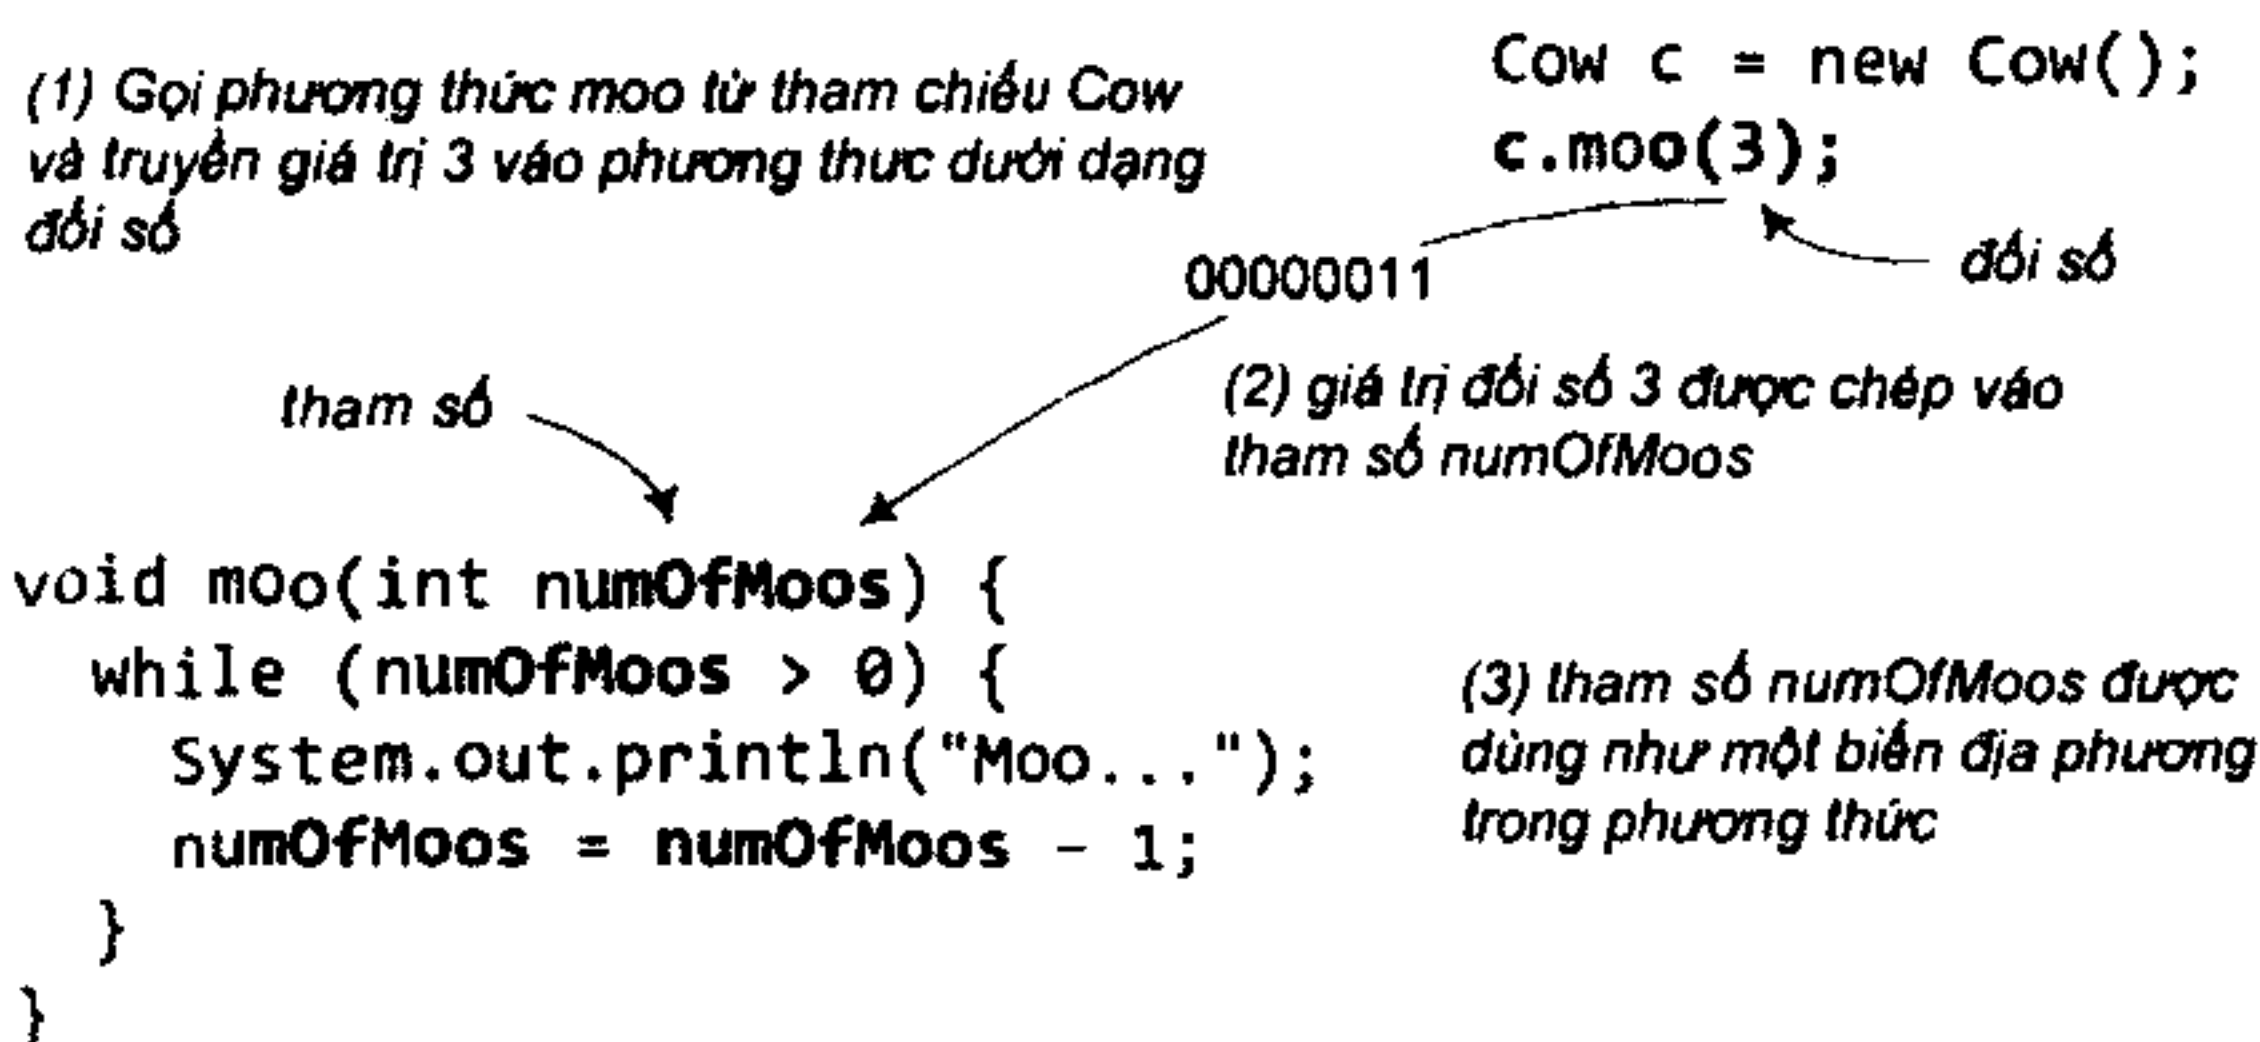 (1) Gọi phương thức moo từ tham chiếu Cow
và truyền giá trị 3 váo phương thưc dưới dạng
đối số
Cow c = new Cow();
c.moo(3);
đối số
00000011
(2) giá trị đối số 3 được chép váo
tham số numOfMoos
tham số
void moo(int numOfMoos) {
while (numOfMoos > 0) {
System.out.println("Moo...");
numOfMoos = numOfMoos - 1;
}
}
(3) tham số numOfMoos được
dùng như một biến địa phương
trong phương thức